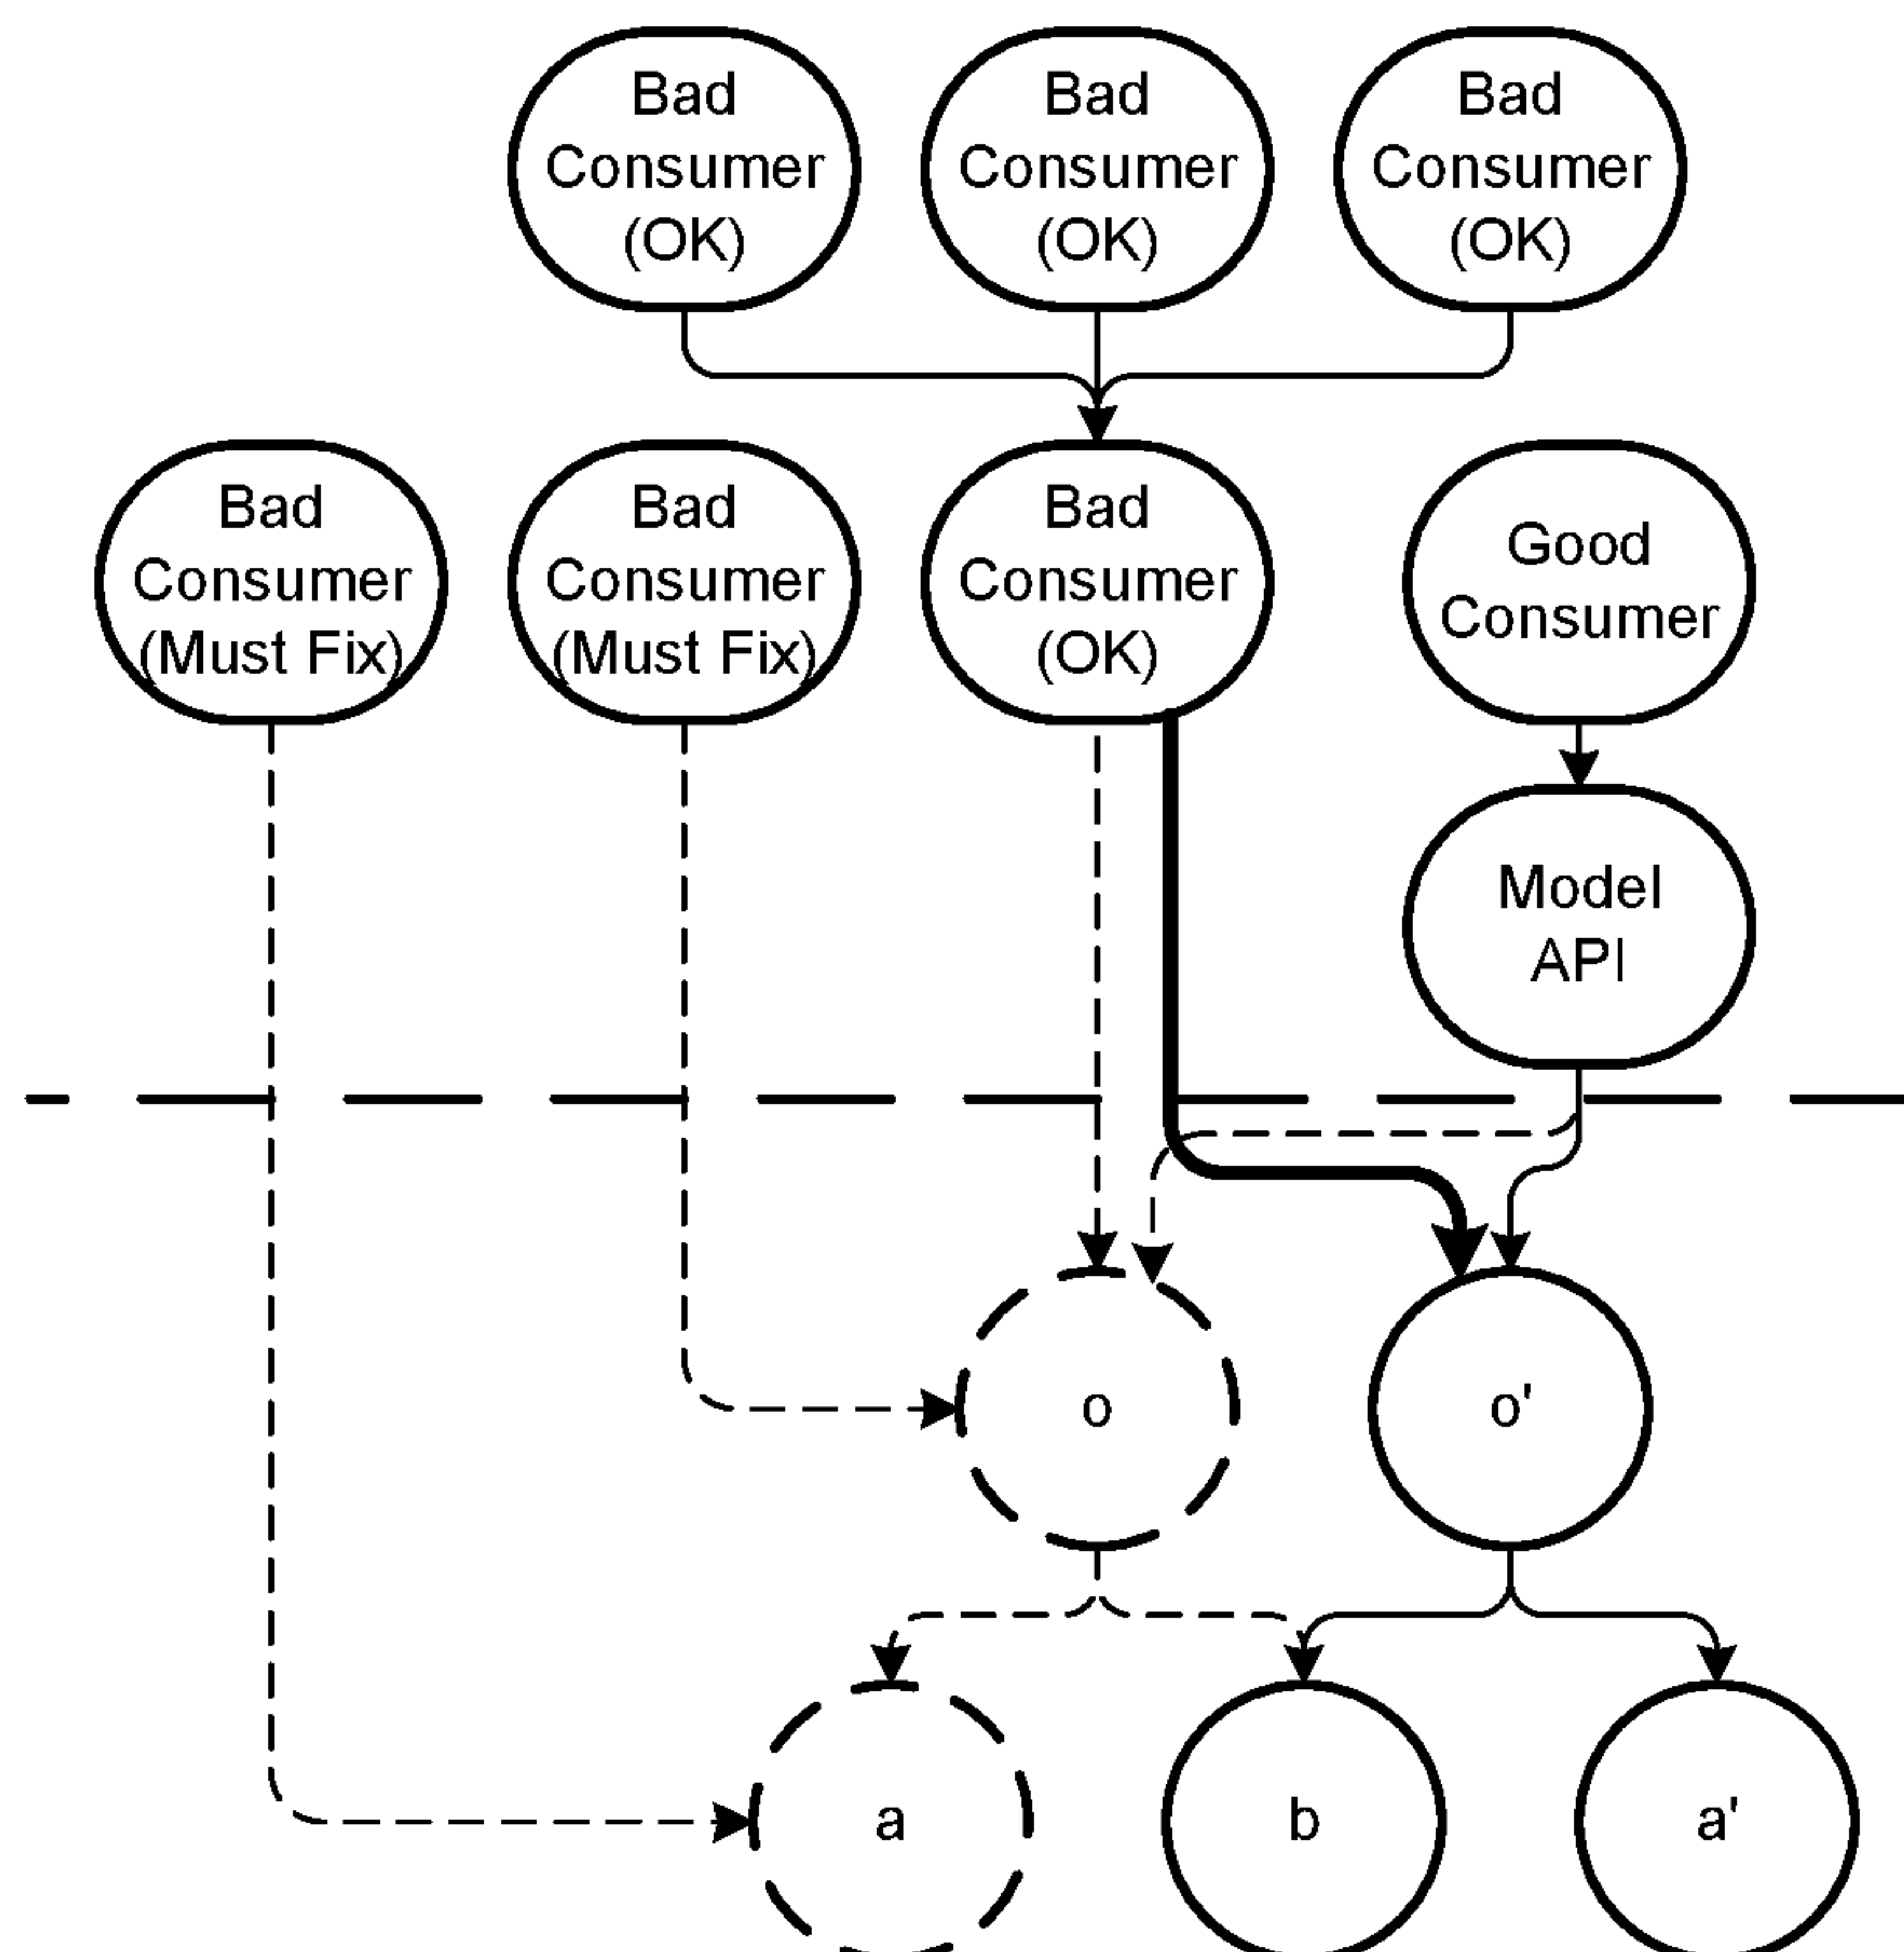 Bad
Consumer
(OK)
Bad
Consumer
(OK)
Bad
Consumer
(OK)
Bad
Consumer
(Must Fix)
Bad
Consumer
(Must Fix)
Bad
Consumer
(OK)
Good
Consumer
Model
API
o
o'
a
b
a'